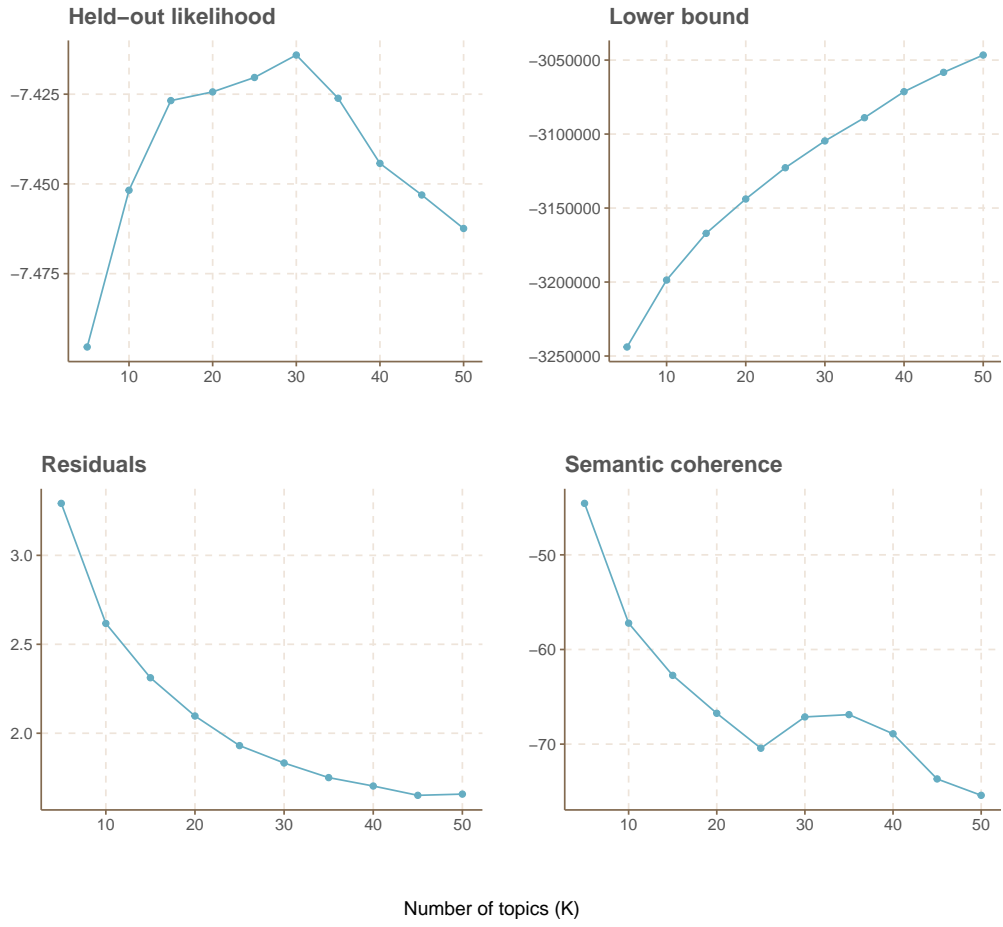 Held−out likelihood
−7.425
−7.450
−7.475
10 20 30 40 50
Lower bound
−3050000
−3100000
−3150000
−3200000
−3250000
10 20 30 40 50
Residuals
3.0
2.5
2.0
10 20 30 40 50
Semantic coherence
−50
−60
−70
10 20 30 40 50
Number of topics (K)